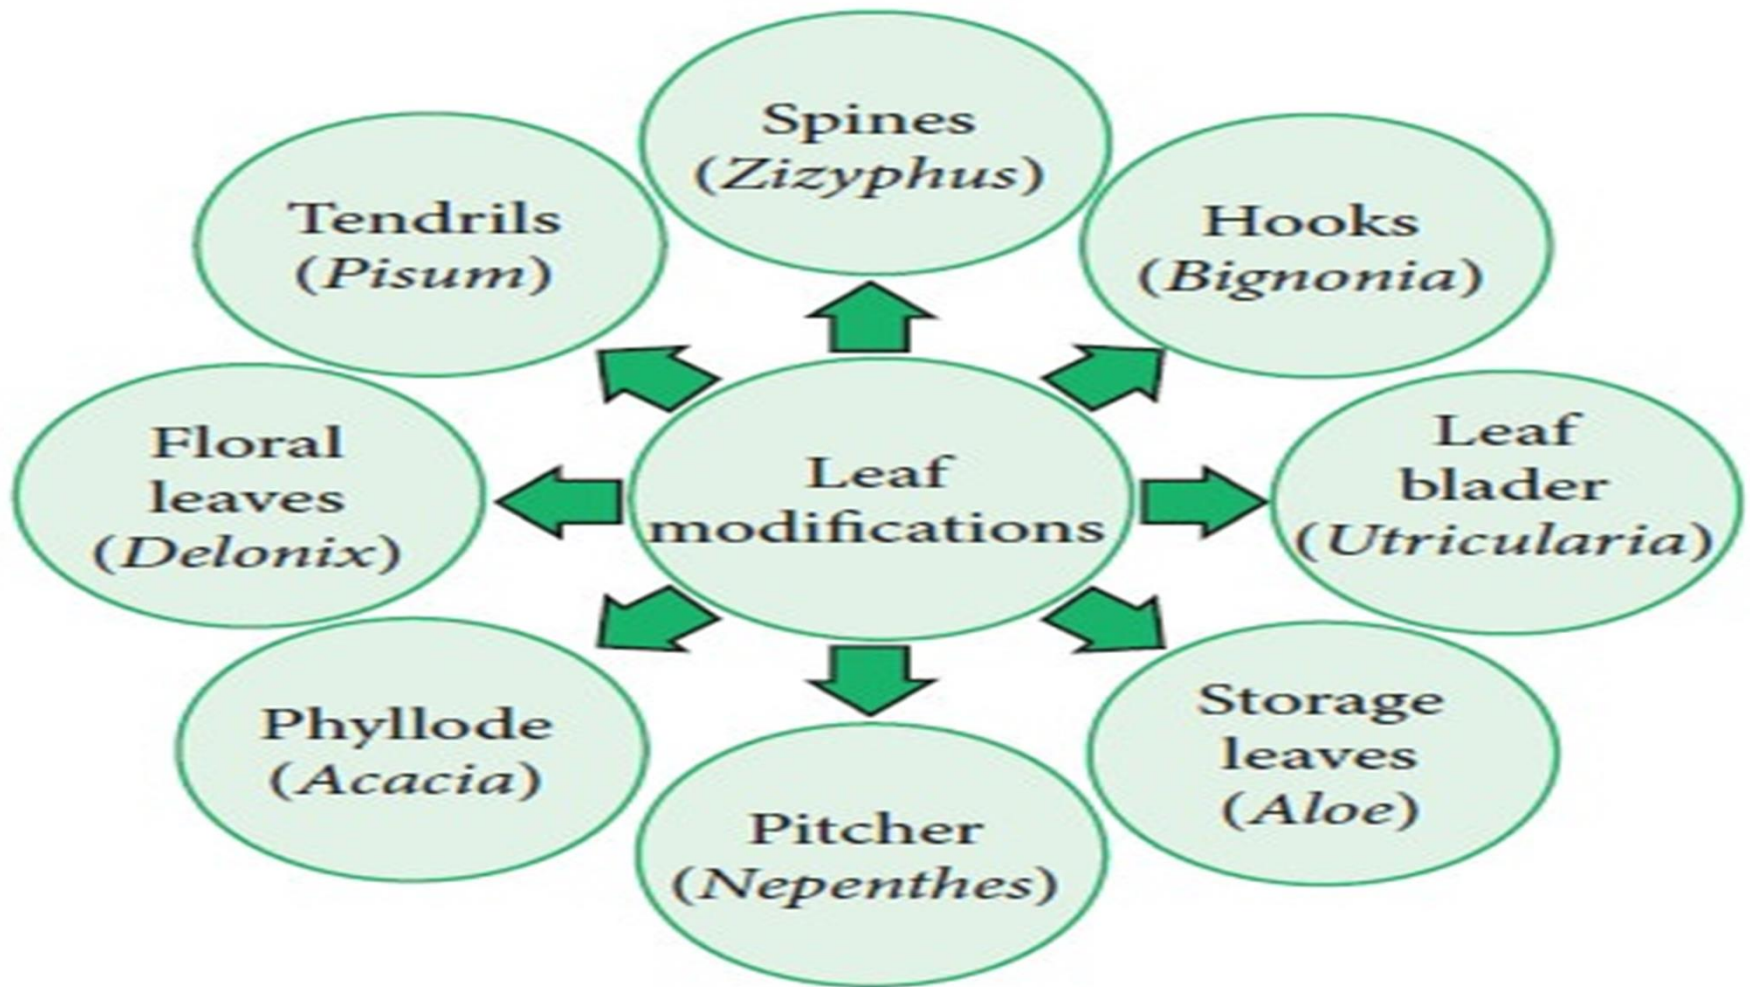 Spines
(Zizyphus)
Tendrils
(Pisum)
Hooks
(Bignonia)
Floral
leaves
(Delonix)
Leaf
modifications
Leaf
blader
(Utricularia)
Phyllode
(Acacia)
Storage
leaves
(Aloe)
Pitcher
(Nepenthes)